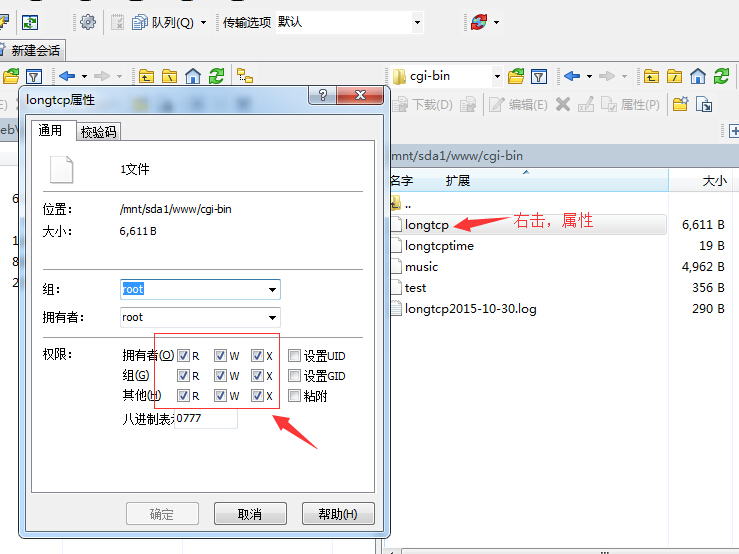 队列(Q)
传输选项 默认
新建会话
cgi-bin
下载(D)
编辑(E)
属性(P)
longtcp属性
通用
校验码
1文件
位置:
/mnt/sda1/www/cgi-bin
大小:
6,611 B
组:
root
拥有者:
root
权限:
拥有者(O) R W X 设置UID
组(G) R W X 设置GID
其他(H) R W X 粘附
八进制表示 0777
确定
取消
帮助(H)
mnt/sda1/www/cgi-bin
名字
扩展
大小
..
longtcp 6,611 B
右击，属性
longtcptime 19 B
music 4,962 B
test 356 B
longtcp2015-10-30.log 290 B